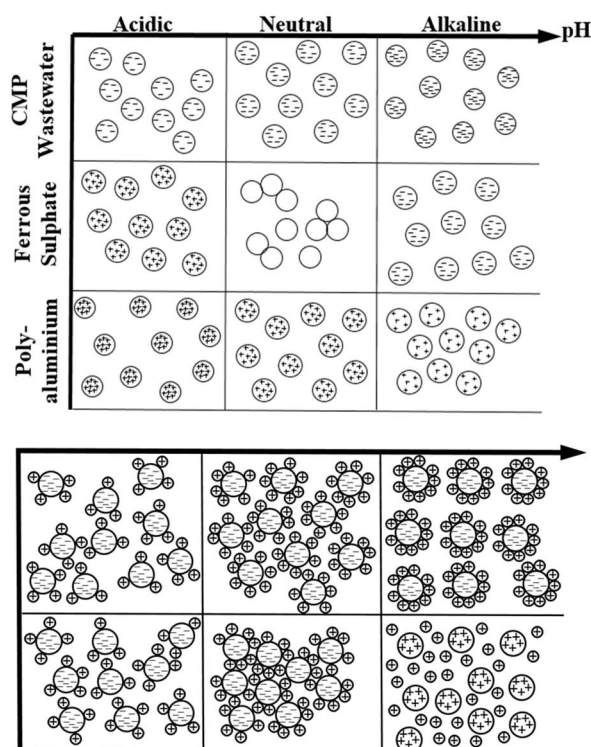 Acidic Neutral Alkaline
pH
CMP
Wastewater
Ferrous
Sulphate
Poly-
aluminium